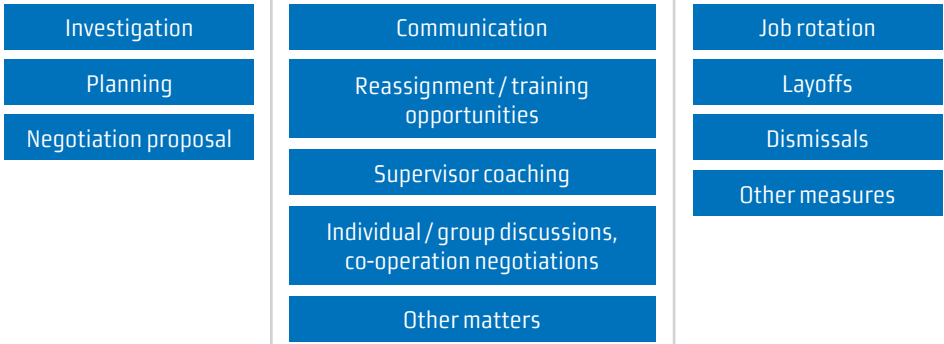 Investigation
Planning
Negotiation proposal
Communication
Reassignment / training
opportunities
Supervisor coaching
Individual / group discussions,
co-operation negotiations
Other matters
Job rotation
Layoffs
Dismissals
Other measures